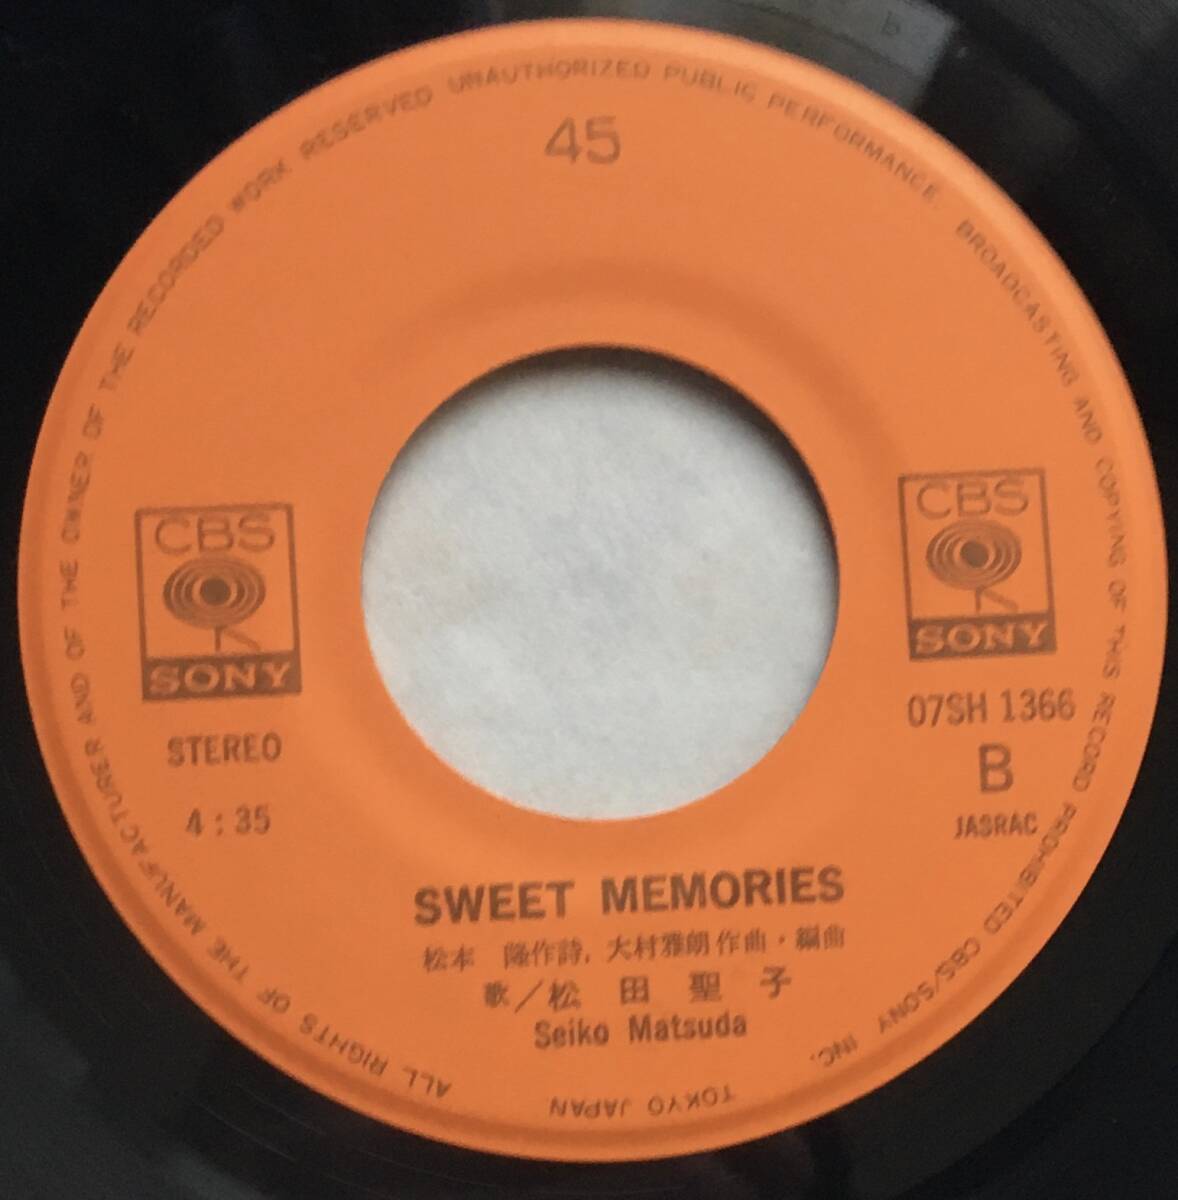 ALL RIGHTS OF THE MANUFACTURER AND OF THE OWNER OF THE RECORDED WORK RESERVED UNAUTHORIZED PUBLIC PERFORMANCE. BROADCASTING AND COPYING OF THIS RECORD PROHIBITED CBS/SONY INC.
TOKYO JAPAN
45
CBS
SONY
STEREO
4:35
CBS
SONY
07SH 1366
B
JASRAC
SWEET MEMORIES
松本 隆作詩, 大村雅朗作曲・編曲
歌／松田聖子
Seiko Matsuda